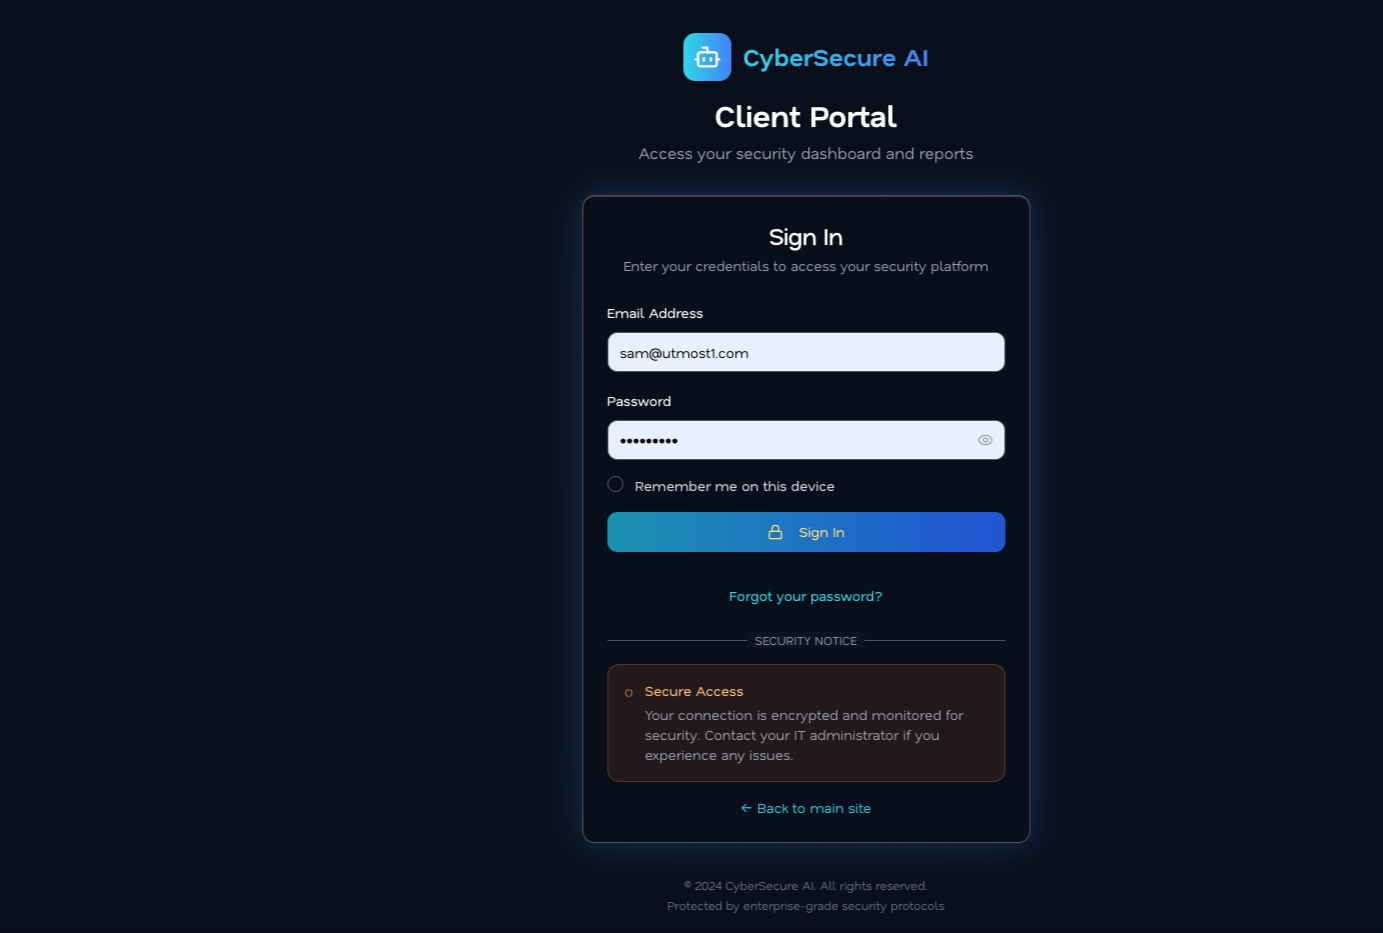 CyberSecure AI
Client Portal
Access your security dashboard and reports
Sign In
Enter your credentials to access your security platform
Email Address
sam@utmost1.com
Password
•••••••••
Remember me on this device
Sign In
Forgot your password?
SECURITY NOTICE
Secure Access
Your connection is encrypted and monitored for
security. Contact your IT administrator if you
experience any issues.
← Back to main site
© 2024 CyberSecure AI. All rights reserved.
Protected by enterprise-grade security protocols